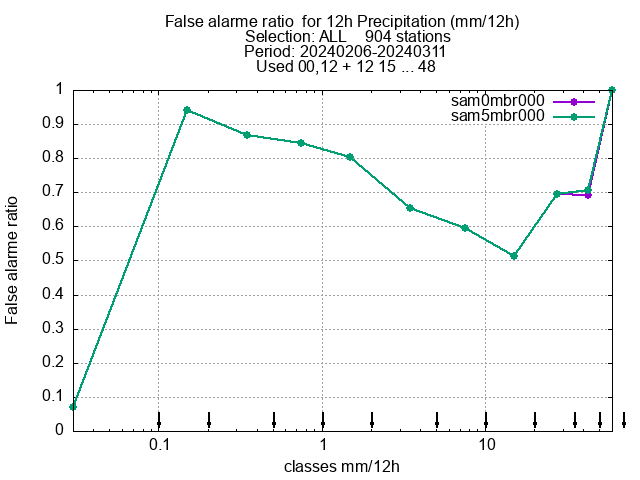 False alarme ratio  for 12h Precipitation (mm/12h)
Selection: ALL    904 stations
Period: 20240206-20240311
Used 00,12 + 12 15 ... 48
sam0mbr000
sam5mbr000
1
0.9
0.8
0.7
0.6
0.5
0.4
0.3
0.2
0.1
0
False alarme ratio
0.1 1 10
classes mm/12h